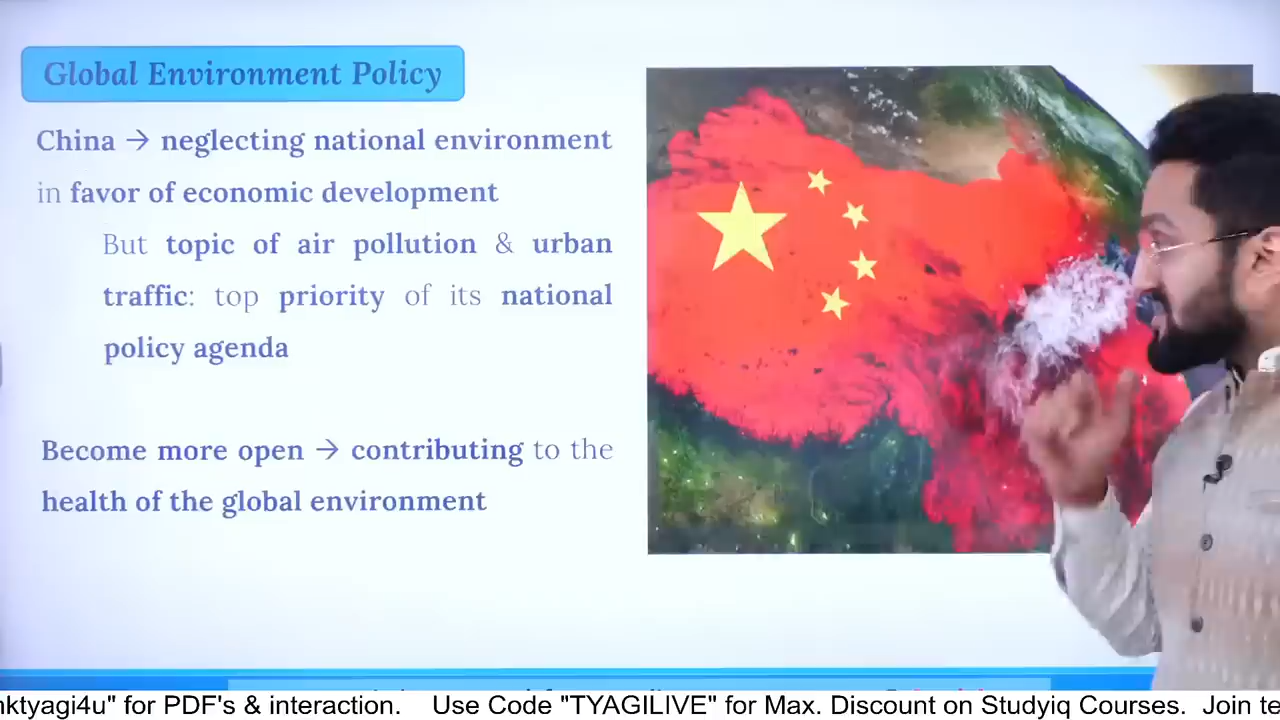 Global Environment Policy
China → neglecting national environment
in favor of economic development
But topic of air pollution & urban
traffic: top priority of its national
policy agenda
Become more open → contributing to the
health of the global environment
nktyagi4u" for PDF's & interaction. Use Code "TYAGILIVE" for Max. Discount on Studyiq Courses. Join te